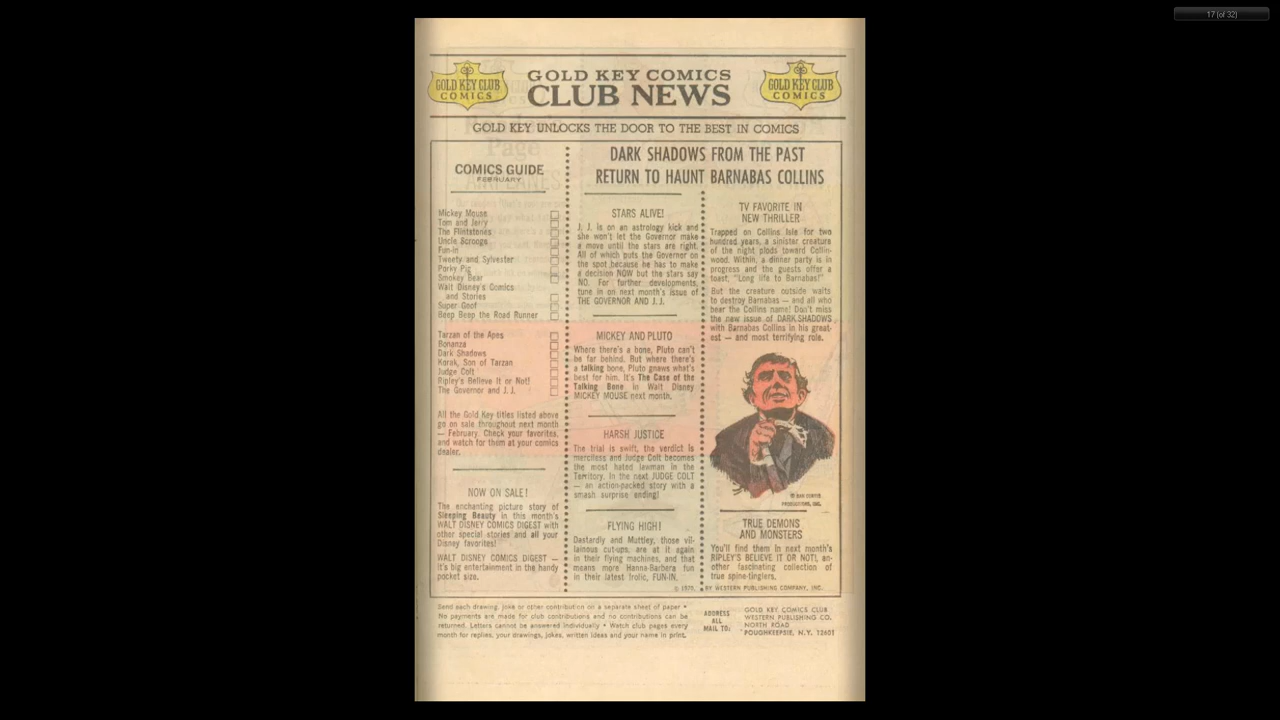 17 (of 32)
GOLD KEY CLUB
COMICS
GOLD KEY COMICS
CLUB NEWS
GOLD KEY CLUB
COMICS
GOLD KEY UNLOCKS THE DOOR TO THE BEST IN COMICS
COMICS GUIDE
FEBRUARY
Mickey Mouse
Tom and Jerry
The Flintstones
Uncle Scrooge
Fun-in
Tweety and Sylvester
Porky Pig
Smokey Bear
Walt Disney's Comics
and Stories
Super Goof
Beep Beep the Road Runner
Tarzan of the Apes
Bonanza
Dark Shadows
Korak, Son of Tarzan
Judge Colt
Ripley's Believe It or Not!
The Governor and J. J.
All the Gold Key titles listed above
go on sale throughout next month
— February. Check your favorites,
and watch for them at your comics
dealer.
NOW ON SALE!
The enchanting picture story of
Sleeping Beauty in this month's
WALT DISNEY COMICS DIGEST with
other special stories and all your
Disney favorites!
WALT DISNEY COMICS DIGEST —
it's big entertainment in the handy
pocket size.
DARK SHADOWS FROM THE PAST
RETURN TO HAUNT BARNABAS COLLINS
STARS ALIVE!
J. J. is on an astrology kick and
she won't let the Governor make
a move until the stars are right.
All of which puts the Governor on
the spot because he has to make
a decision NOW but the stars say
NO. For further developments,
tune in on next month's issue of
THE GOVERNOR AND J. J.
MICKEY AND PLUTO
Where there's a bone, Pluto can't
be far behind. But where there's
a talking bone, Pluto gnaws what's
best for him. It's The Case of the
Talking Bone in Walt Disney
MICKEY MOUSE next month.
HARSH JUSTICE
The trial is swift, the verdict is
merciless and Judge Colt becomes
the most hated lawman in the
Territory. In the next JUDGE COLT
— an action-packed story with a
smash surprise ending!
FLYING HIGH!
Dastardly and Muttley, those vil-
lainous cut-ups, are at it again
in their flying machines, and that
means more Hanna-Barbera fun
in their latest frolic, FUN-IN.
TV FAVORITE IN
NEW THRILLER
Trapped on Collins Isle for two
hundred years, a sinister creature
of the night plods toward Collin-
wood. Within, a dinner party is in
progress and the guests offer a
toast, "Long life to Barnabas!"
But the creature outside waits
to destroy Barnabas — and all who
bear the Collins name! Don't miss
the new issue of DARK SHADOWS
with Barnabas Collins in his great-
est — and most terrifying role.
© DAN CURTIS
PRODUCTIONS, INC.
TRUE DEMONS
AND MONSTERS
You'll find them in next month's
RIPLEY'S BELIEVE IT OR NOT!, an-
other fascinating collection of
true spine-tinglers.
BY WESTERN PUBLISHING COMPANY, INC.
Send each drawing, joke or other contribution on a separate sheet of paper •
No payments are made for club contributions and no contributions can be
returned. Letters cannot be answered individually • Watch club pages every
month for replies, your drawings, jokes, written ideas and your name in print.
ADDRESS
ALL
MAIL TO:
GOLD KEY COMICS CLUB
WESTERN PUBLISHING CO.
NORTH ROAD
POUGHKEEPSIE, N.Y. 12601